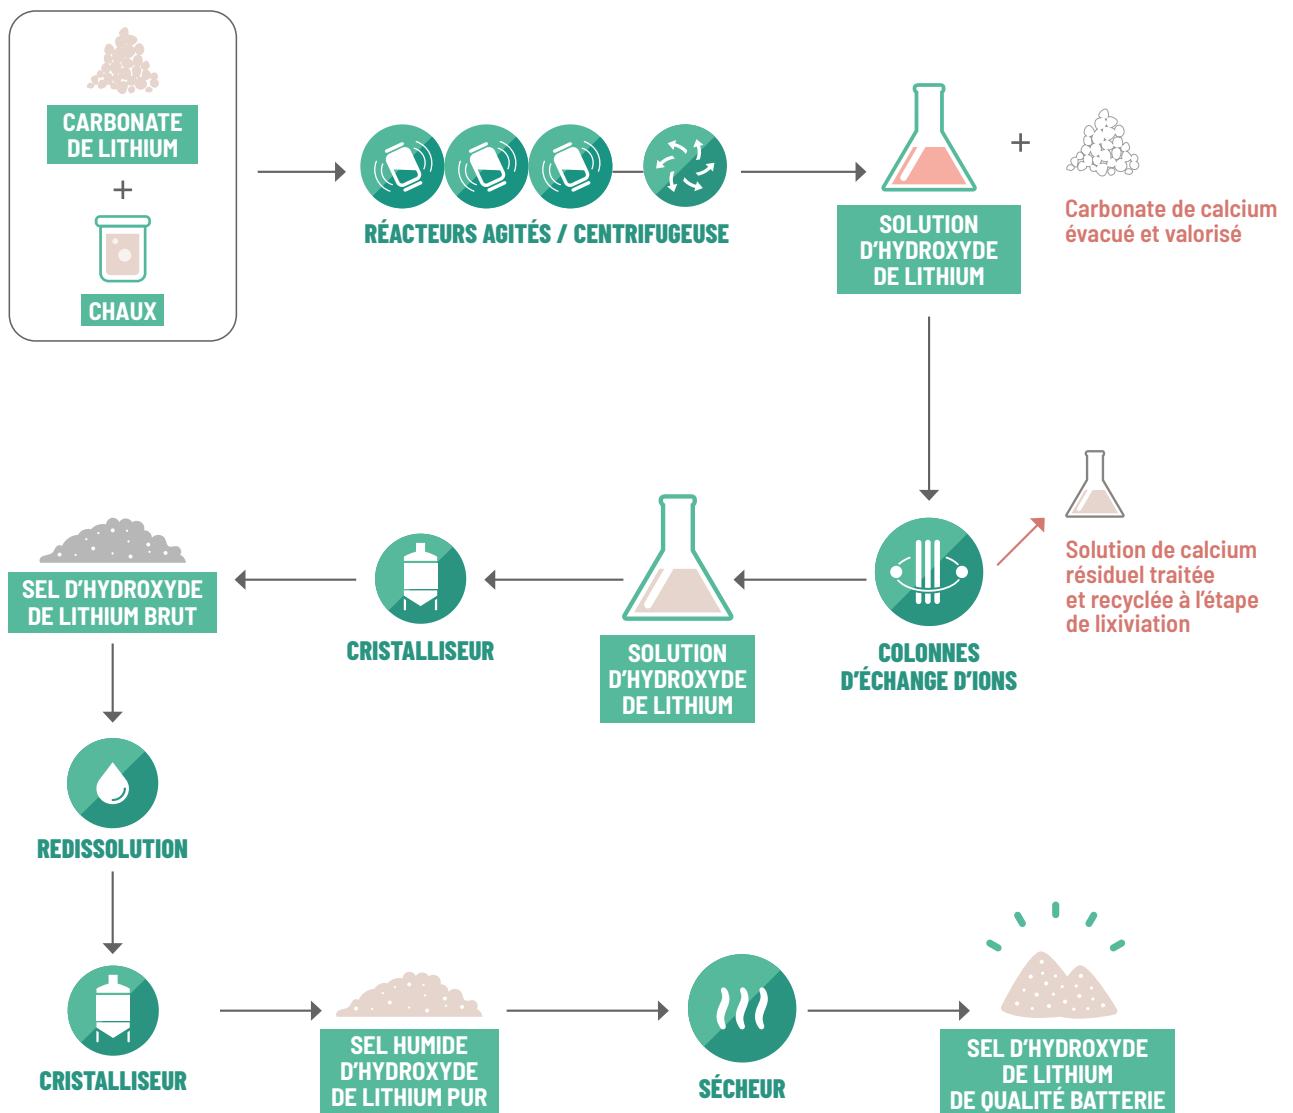 CARBONATE
DE LITHIUM
+
CHAUX
RÉACTEURS AGITÉS / CENTRIFUGEUSE
SOLUTION
D'HYDROXYDE
DE LITHIUM
+
Carbonate de calcium
évacué et valorisé
COLONNES
D'ÉCHANGE D'IONS
Solution de calcium
résiduel traitée
et recyclée à l'étape
de lixiviation
SOLUTION
D'HYDROXYDE
DE LITHIUM
CRISTALLISEUR
SEL D'HYDROXYDE
DE LITHIUM BRUT
REDISSOLUTION
CRISTALLISEUR
SEL HUMIDE
D'HYDROXYDE
DE LITHIUM PUR
SÉCHEUR
SEL D'HYDROXYDE
DE LITHIUM
DE QUALITÉ BATTERIE